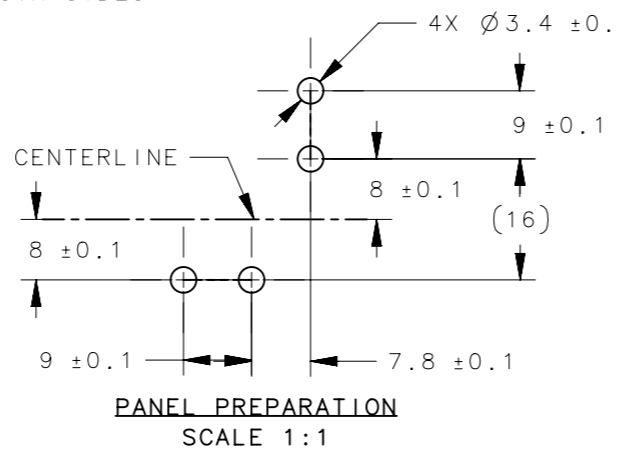 4X Ø3.4 ±0.
9 ±0.1
CENTERLINE
8 ±0.1
(16)
8 ±0.1
9 ±0.1
7.8 ±0.1
PANEL PREPARATION
SCALE 1:1